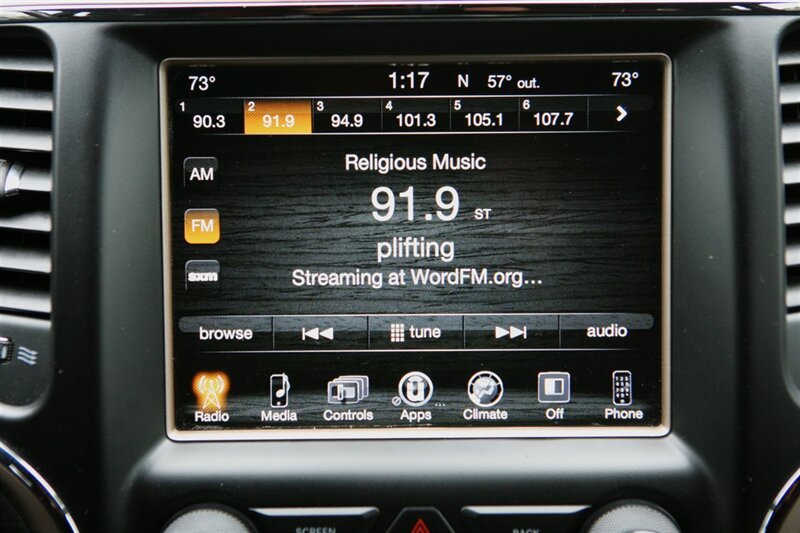 73° 1:17 N 57° out. 73°
1 90.3 2 91.9 3 94.9 4 101.3 5 105.1 6 107.7
Religious Music
AM
91.9 ST
FM
plifting
Streaming at WordFM.org...
sxm
browse tune audio
Radio Media Controls Apps Climate Off Phone
SCREEN BACK